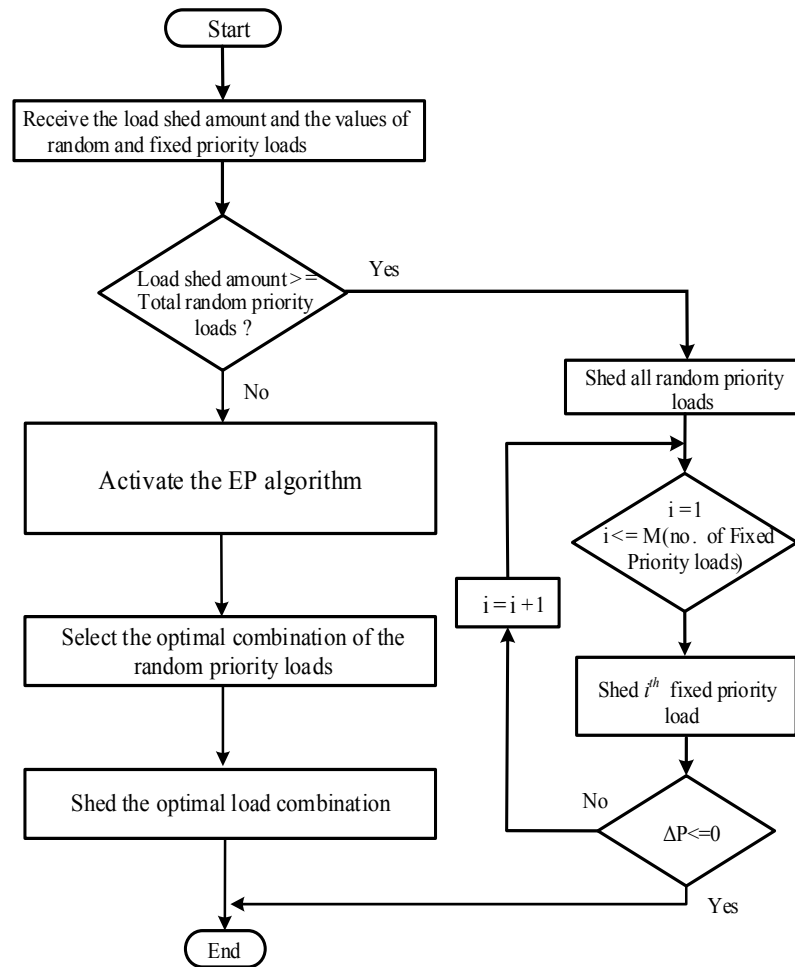 Start
Receive the load shed amount and the values of
random and fixed priority loads
Load shed amount>=
Total random priority
loads ?
Yes
No
Shed all random priority
loads
Activate the EP algorithm
i =1
i<= M(no. of Fixed
Priority loads)
i = i +1
Select the optimal combination of the
random priority loads
Shed ith fixed priority
load
Shed the optimal load combination
No
ΔP<=0
Yes
End